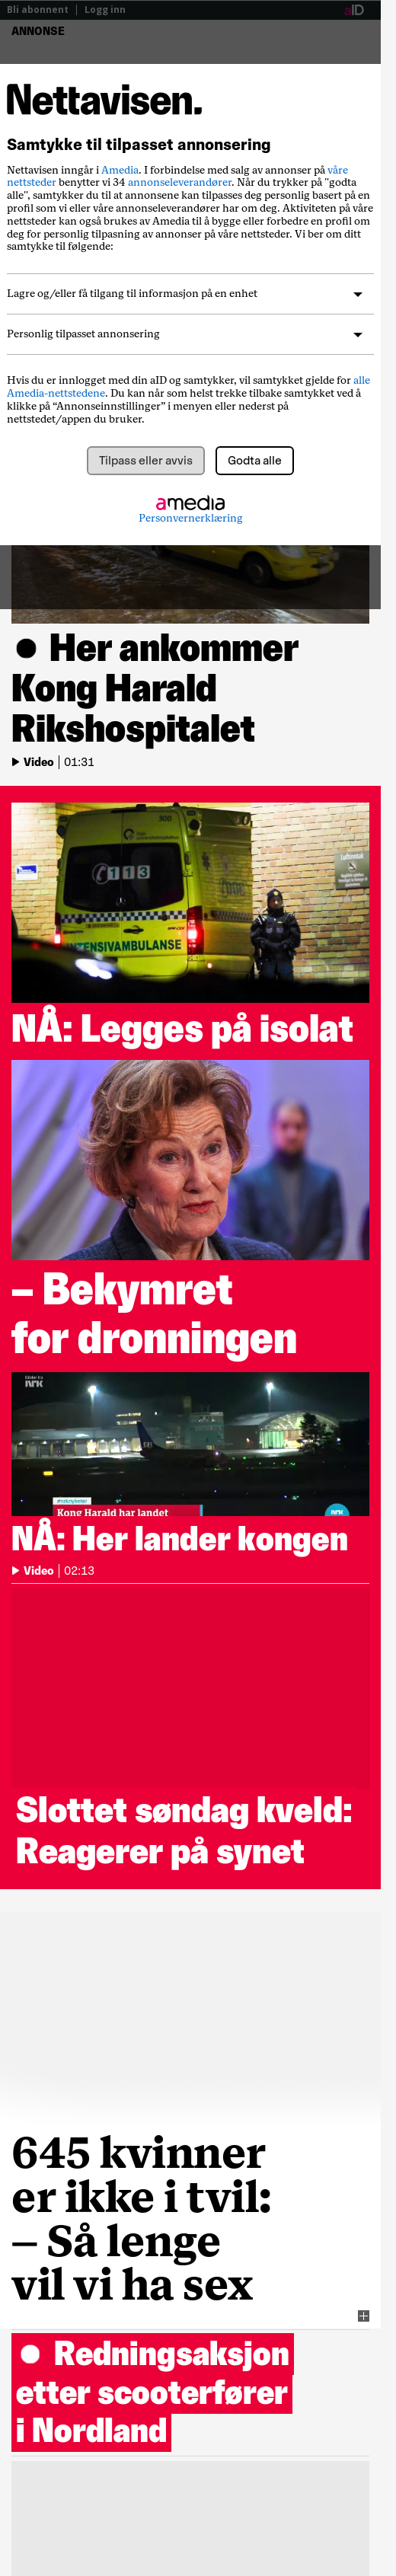 Bli abonnent | Logg inn
aID
ANNONSE
Nettavisen.
Samtykke til tilpasset annonsering
Nettavisen inngår i Amedia. I forbindelse med salg av annonser på våre
nettsteder benytter vi 34 annonseleverandører. Når du trykker på "godta
alle", samtykker du til at annonsene kan tilpasses deg personlig basert på en
profil som vi eller våre annonseleverandører har om deg. Aktiviteten på våre
nettsteder kan også brukes av Amedia til å bygge eller forbedre en profil om
deg for personlig tilpasning av annonser på våre nettsteder. Vi ber om ditt
samtykke til følgende:
Lagre og/eller få tilgang til informasjon på en enhet
Personlig tilpasset annonsering
Hvis du er innlogget med din aID og samtykker, vil samtykket gjelde for alle
Amedia-nettstedene. Du kan når som helst trekke tilbake samtykket ved å
klikke på “Annonseinnstillinger” i menyen eller nederst på
nettstedet/appen du bruker.
Tilpass eller avvis
Godta alle
amedia
Personvernerklæring
Her ankommer
Kong Harald
Rikshospitalet
Video | 01:31
113
INTENSIVAMBULANSE
NÅ: Legges på isolat
– Bekymret
for dronningen
NRK
Kong Harald har landet
NRK
NÅ: Her lander kongen
Video | 02:13
Slottet søndag kveld:
Reagerer på synet
645 kvinner
er ikke i tvil:
– Så lenge
vil vi ha sex
Redningsaksjon
etter scooterfører
i Nordland